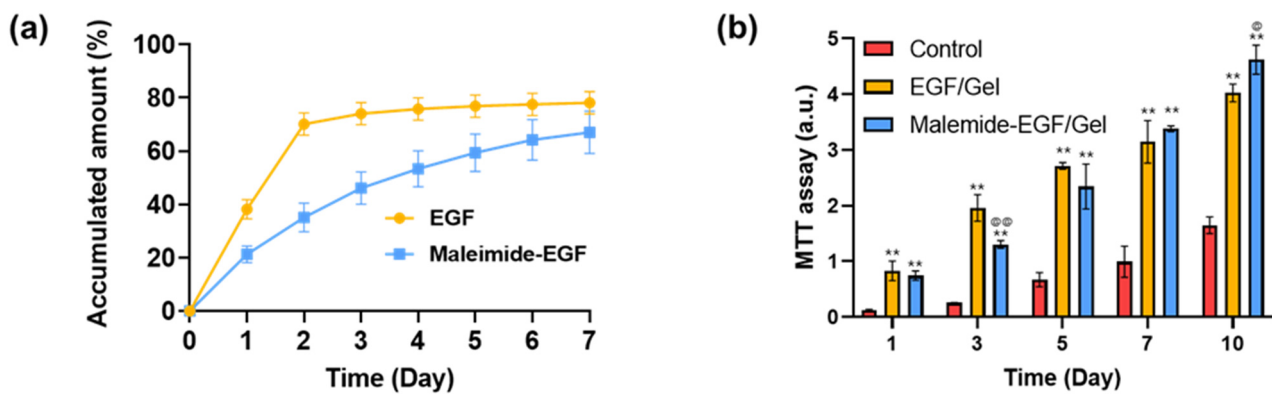 (a)
Accumulated amount (%)
100
80
60
40
20
0
EGF
Maleimide-EGF
0 1 2 3 4 5 6 7
Time (Day)
(b)
MTT assay (a.u.)
5
4
3
2
1
0
Control
EGF/Gel
Malemide-EGF/Gel
** **
** @@
**
** **
** **
** @
**
1 3 5 7 10
Time (Day)